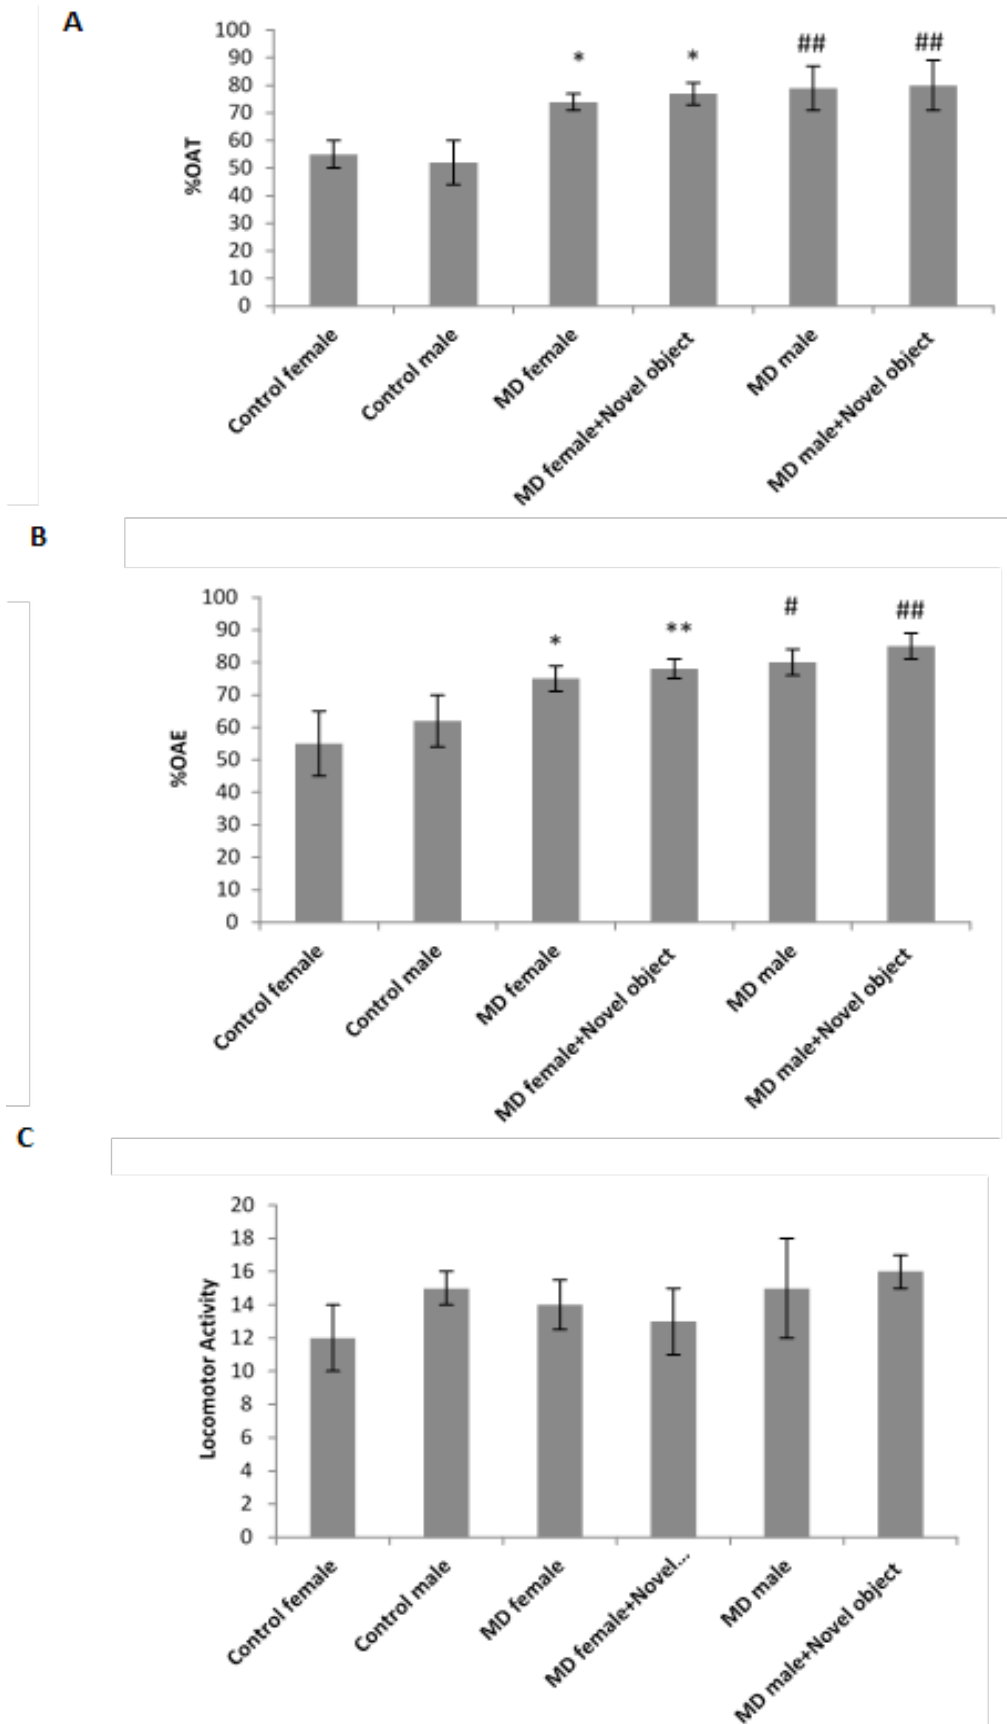 A
100
90
80
70
60
50
40
30
20
10
0
%OAT
*
*
##
##
Control female
Control male
MD female
MD female+Novel object
MD male
MD male+Novel object
B
100
90
80
70
60
50
40
30
20
10
0
%OAE
*
**
#
##
Control female
Control male
MD female
MD female+Novel object
MD male
MD male+Novel object
C
20
18
16
14
12
10
8
6
4
2
0
Locomotor Activity
Control female
Control male
MD female
MD female+Novel...
MD male
MD male+Novel object